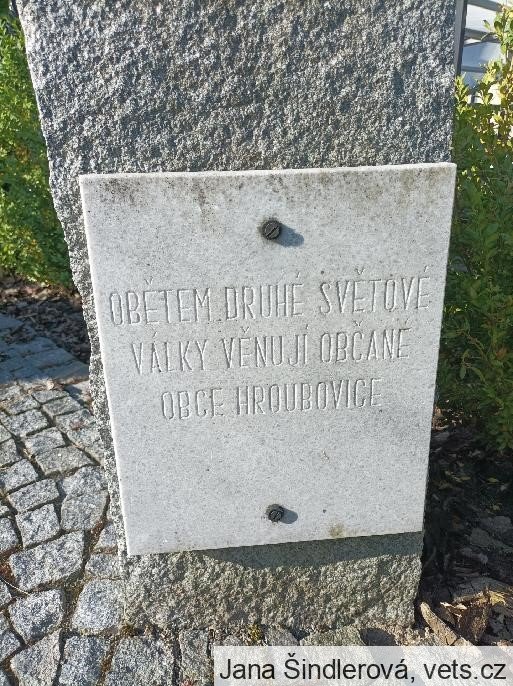 OBĚTEM DRUHÉ SVĚTOVÉ
VÁLKY VĚNUJÍ OBČANÉ
OBCE HROUBOVICE
Jana Šindlerová, vets.cz